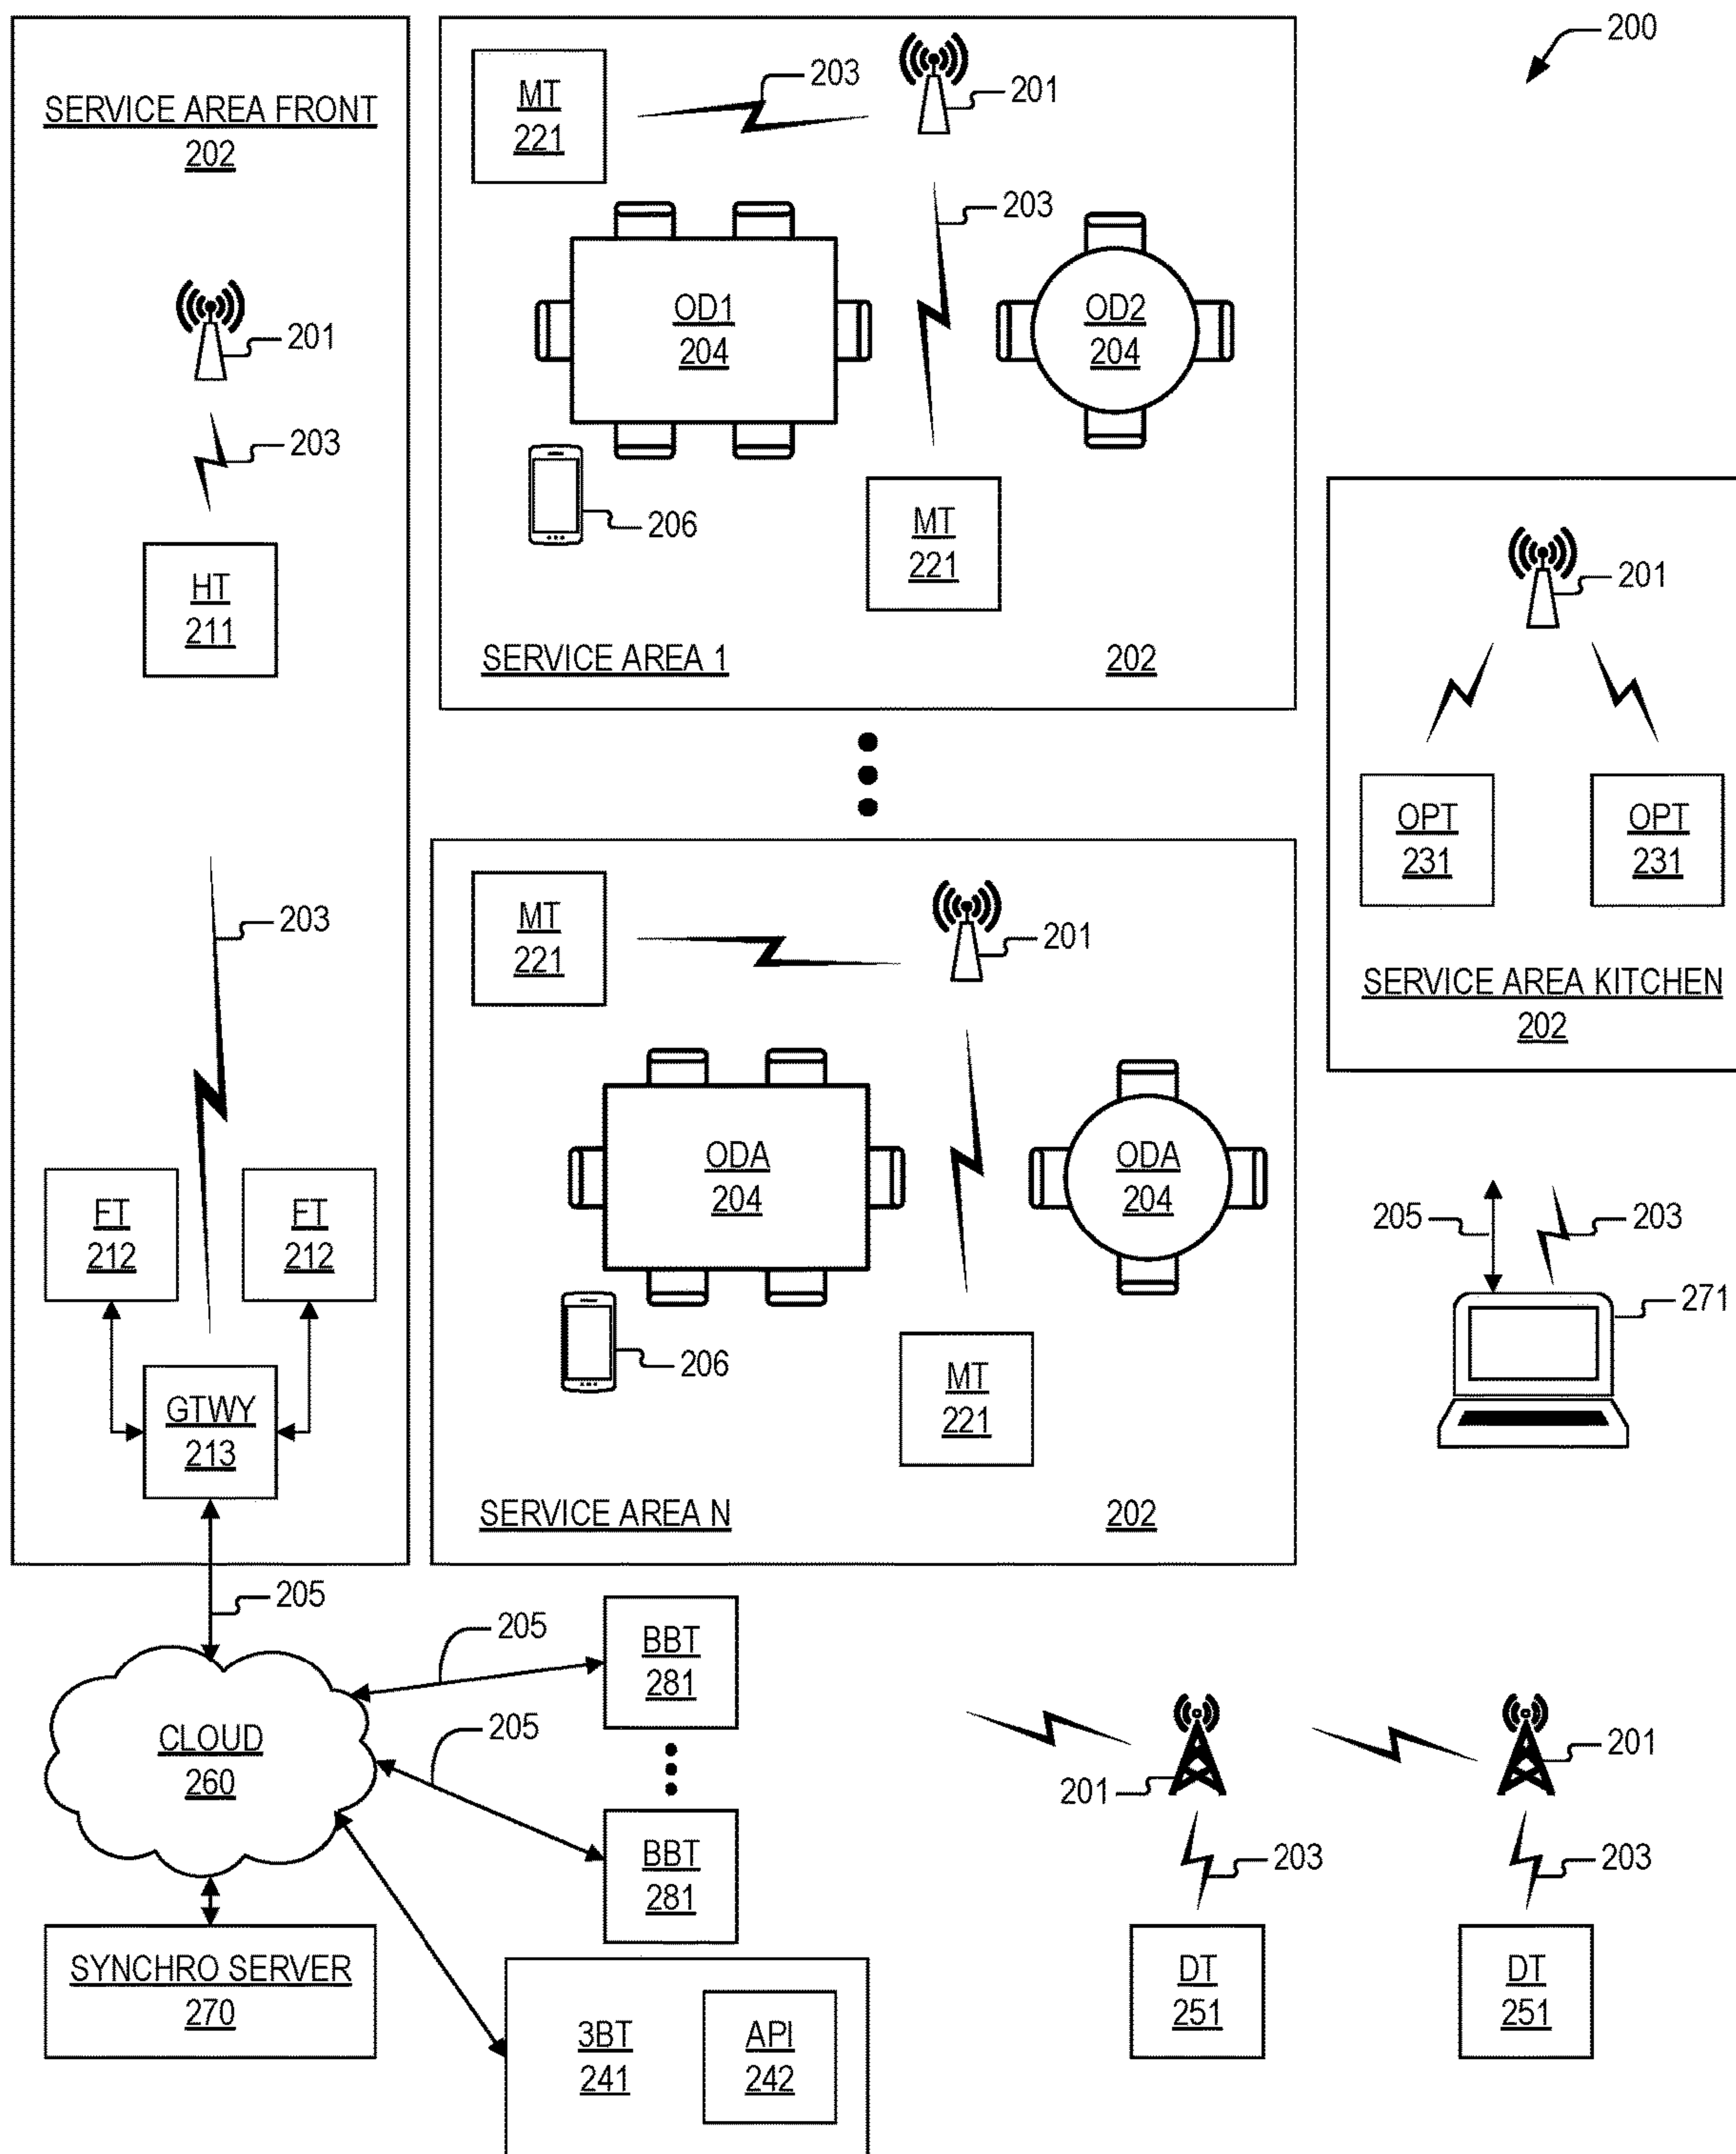 200
SERVICE AREA FRONT
202
201
203
HT
211
203
FT
212
FT
212
GTWY
213
205
MT
221
203
201
203
OD1
204
OD2
204
206
MT
221
SERVICE AREA 1
202
MT
221
201
ODA
204
ODA
204
206
MT
221
SERVICE AREA N
202
201
OPT
231
OPT
231
SERVICE AREA KITCHEN
202
205
203
271
CLOUD
260
205
BBT
281
205
BBT
281
SYNCHRO SERVER
270
3BT
241
API
242
201
203
DT
251
201
203
DT
251